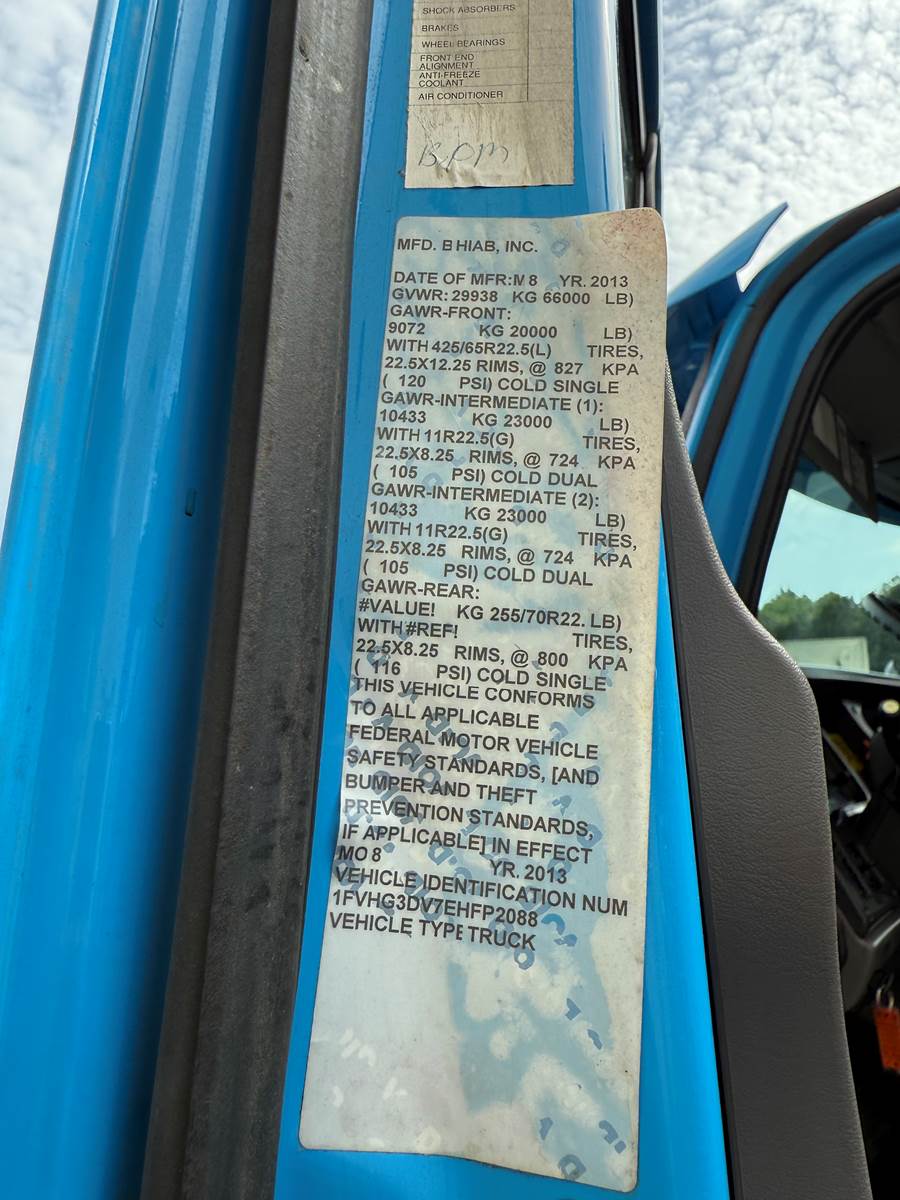 SHOCK ABSORBERS
BRAKES
WHEEL BEARINGS
FRONT END
ALIGNMENT
ANTI-FREEZE
COOLANT
AIR CONDITIONER
MFD. B HIAB, INC.
DATE OF MFR: M 8 YR. 2013
GVWR: 29938 KG 66000 LB)
GAWR-FRONT:
9072 KG 20000 LB)
WITH 425/65R22.5(L) TIRES,
22.5X12.25 RIMS, @ 827 KPA
( 120 PSI) COLD SINGLE
GAWR-INTERMEDIATE (1):
10433 KG 23000 LB)
WITH 11R22.5(G) TIRES,
22.5X8.25 RIMS, @ 724 KPA
( 105 PSI) COLD DUAL
GAWR-INTERMEDIATE (2):
10433 KG 23000 LB)
WITH 11R22.5(G) TIRES,
22.5X8.25 RIMS, @ 724 KPA
( 105 PSI) COLD DUAL
GAWR-REAR:
#VALUE! KG 255/70R22. LB)
WITH #REF! TIRES,
22.5X8.25 RIMS, @ 800 KPA
( 116 PSI) COLD SINGLE
THIS VEHICLE CONFORMS
TO ALL APPLICABLE
FEDERAL MOTOR VEHICLE
SAFETY STANDARDS, [AND
BUMPER AND THEFT
PREVENTION STANDARDS,
IF APPLICABLE] IN EFFECT
MO 8 YR. 2013
VEHICLE IDENTIFICATION NUM
1FVHG3DV7EHFP2088
VEHICLE TYPE TRUCK